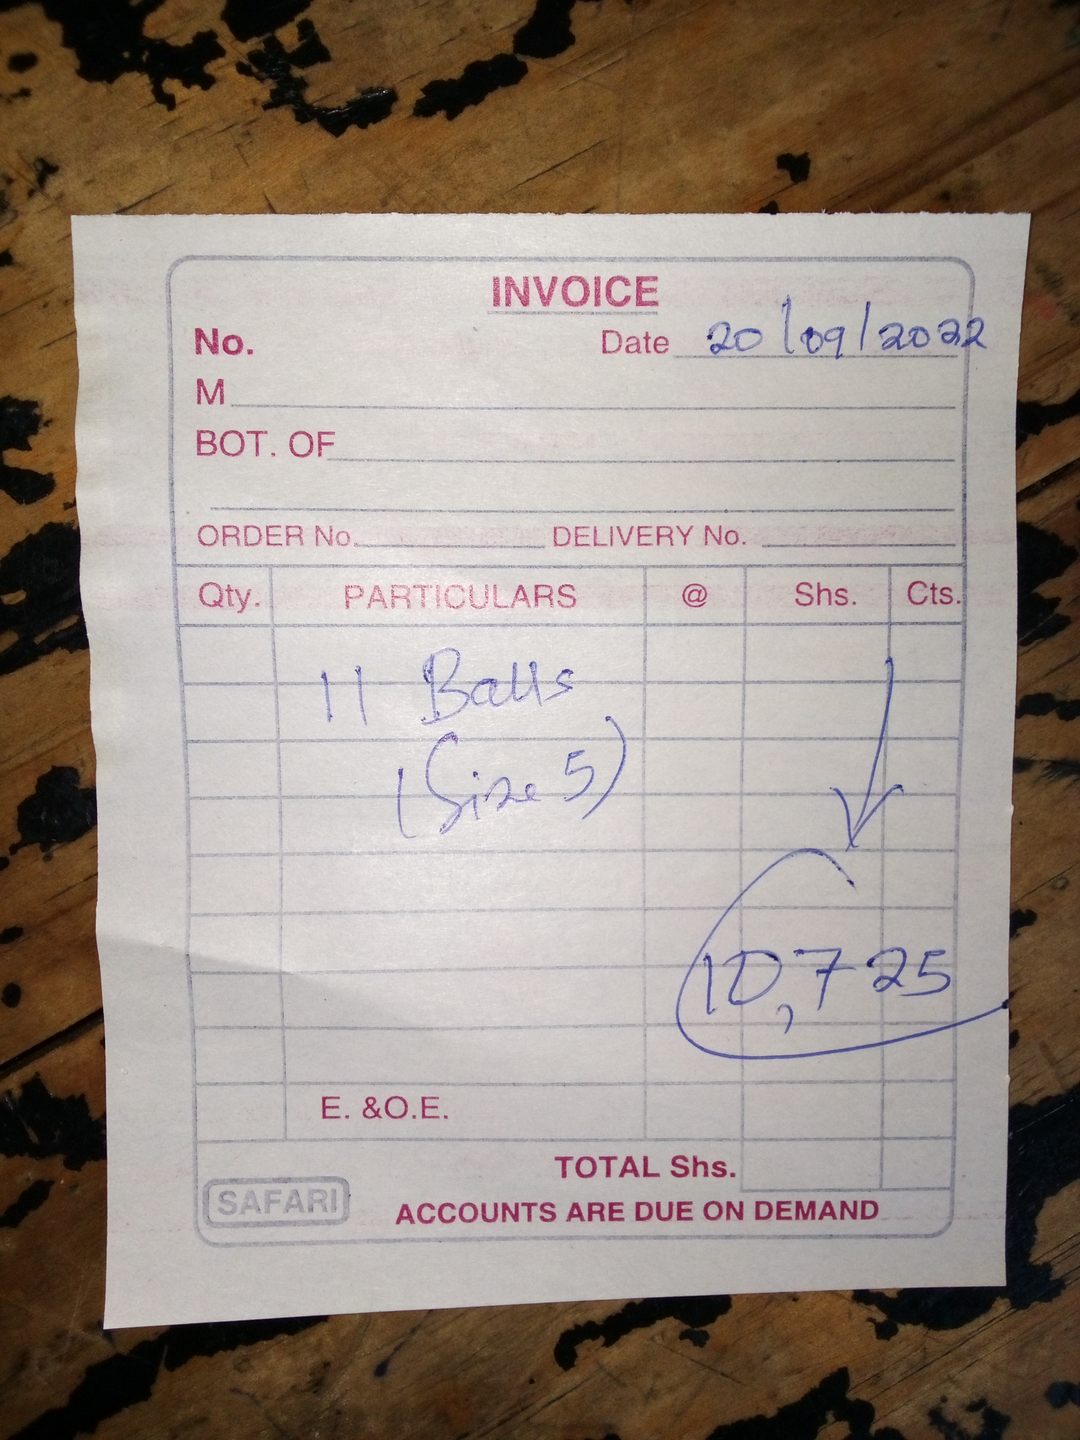 INVOICE
No.
Date 20/09/2022
M
BOT. OF
ORDER No. DELIVERY No.
Qty. PARTICULARS @ Shs. Cts.
11 Balls
(Size 5)
10,725
E. &O.E.
TOTAL Shs.
SAFARI
ACCOUNTS ARE DUE ON DEMAND